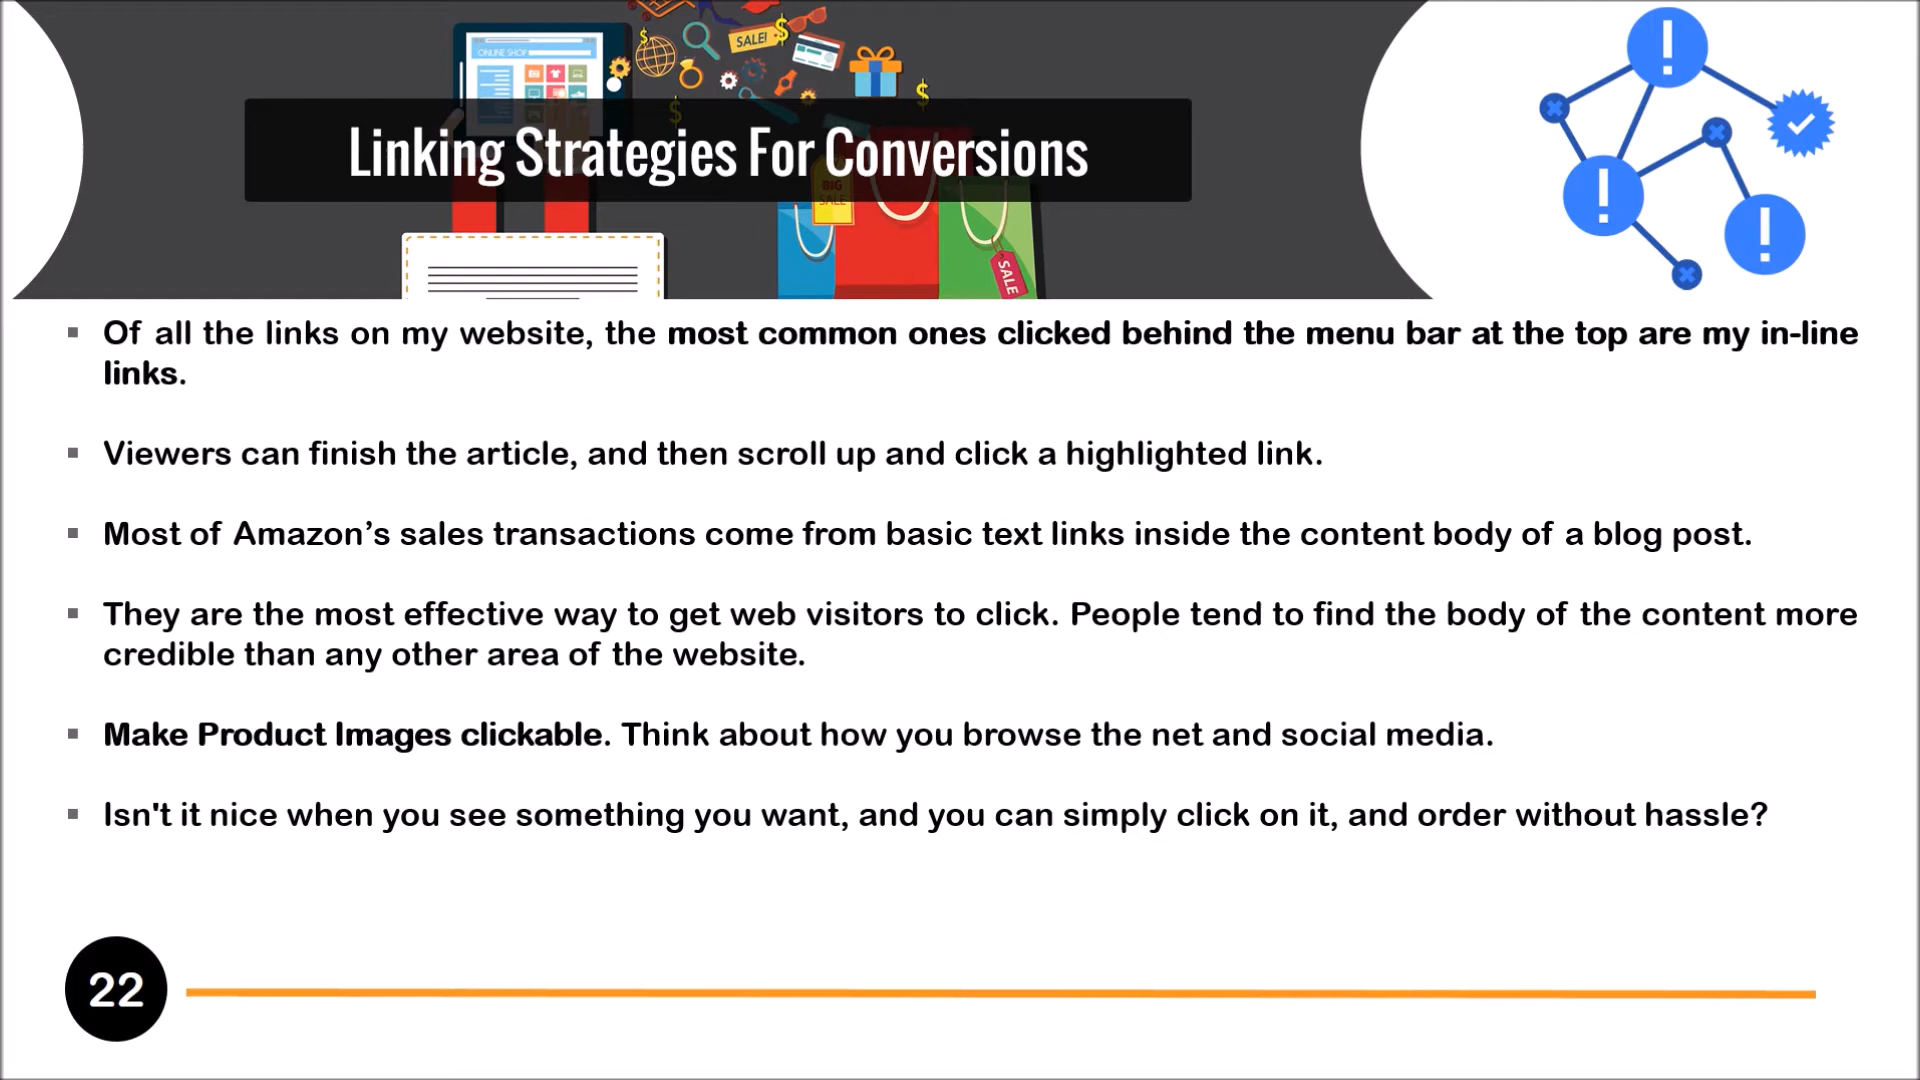 ONLINE SHOP
SALE!
Linking Strategies For Conversions
BIG
SALE
SALE
Of all the links on my website, the most common ones clicked behind the menu bar at the top are my in-line
links.
Viewers can finish the article, and then scroll up and click a highlighted link.
Most of Amazon’s sales transactions come from basic text links inside the content body of a blog post.
They are the most effective way to get web visitors to click. People tend to find the body of the content more
credible than any other area of the website.
Make Product Images clickable. Think about how you browse the net and social media.
Isn't it nice when you see something you want, and you can simply click on it, and order without hassle?
22